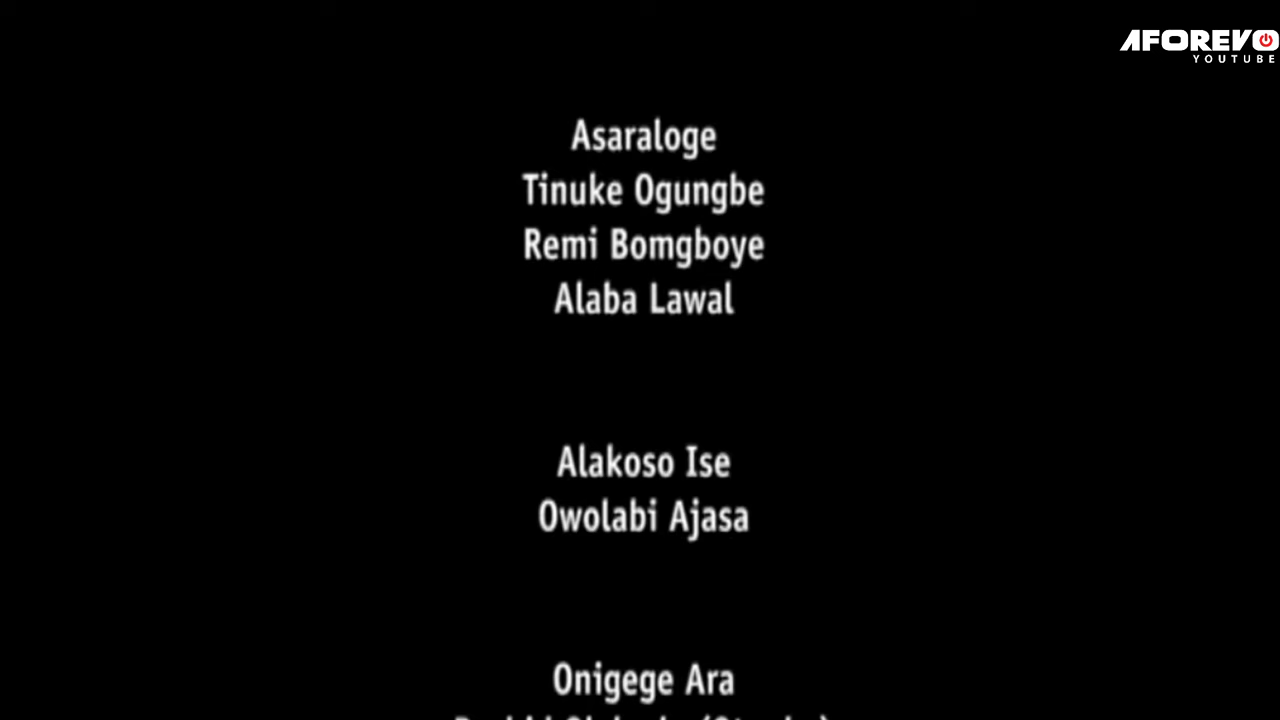 AFOREVO
YOUTUBE
Asaraloge
Tinuke Ogungbe
Remi Bomgboye
Alaba Lawal
Alakoso Ise
Owolabi Ajasa
Onigege Ara